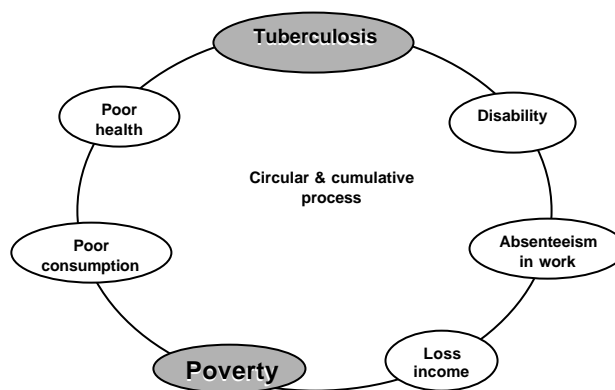 Tuberculosis
Poor
health
Disability
Circular & cumulative
process
Poor
consumption
Absenteeism
in work
Poverty
Loss
income